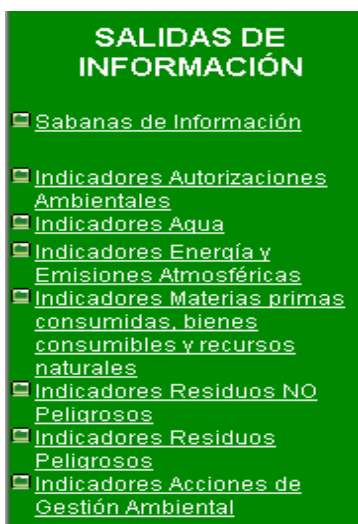 SALIDAS DE
INFORMACIÓN
Sabanas de Información
Indicadores Autorizaciones
Ambientales
Indicadores Agua
Indicadores Energía y
Emisiones Atmosféricas
Indicadores Materias primas
consumidas, bienes
consumibles y recursos
naturales
Indicadores Residuos NO
Peligrosos
Indicadores Residuos
Peligrosos
Indicadores Acciones de
Gestión Ambiental